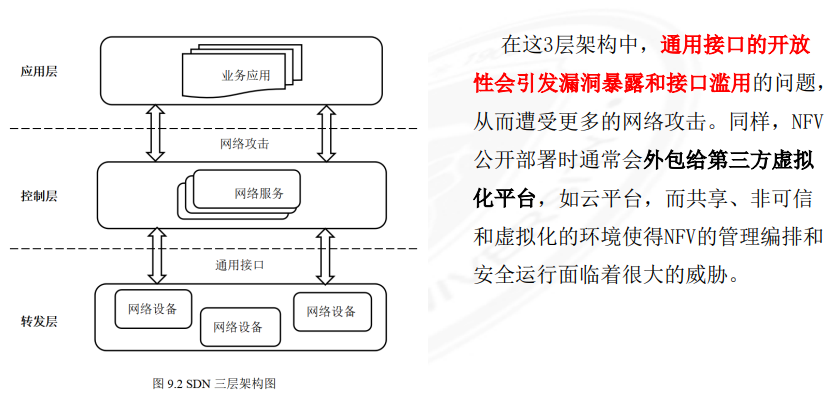 应用层
业务应用
网络攻击
控制层
网络服务
通用接口
转发层
网络设备
网络设备
网络设备
图 9.2 SDN 三层架构图
在这3层架构中，通用接口的开放
性会引发漏洞暴露和接口滥用的问题，
从而遭受更多的网络攻击。同样，NFV
公开部署时通常会外包给第三方虚拟
化平台，如云平台，而共享、非可信
和虚拟化的环境使得NFV的管理编排和
安全运行面临着很大的威胁。